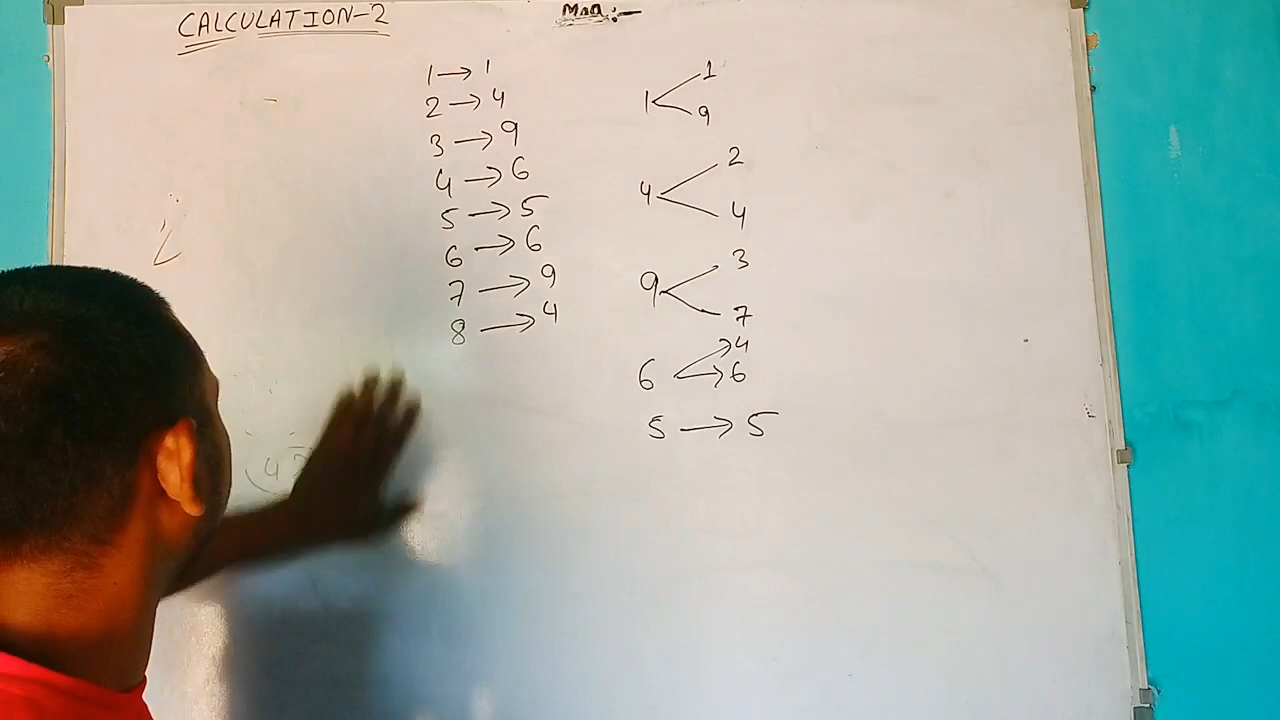 CALCULATION-2
1 → 1
2 → 4
3 → 9
4 → 6
5 → 5
6 → 6
7 → 9
8 → 4
1 < 1
9
4 < 2
4
9 < 3
7
6 < 4
6
5 → 5